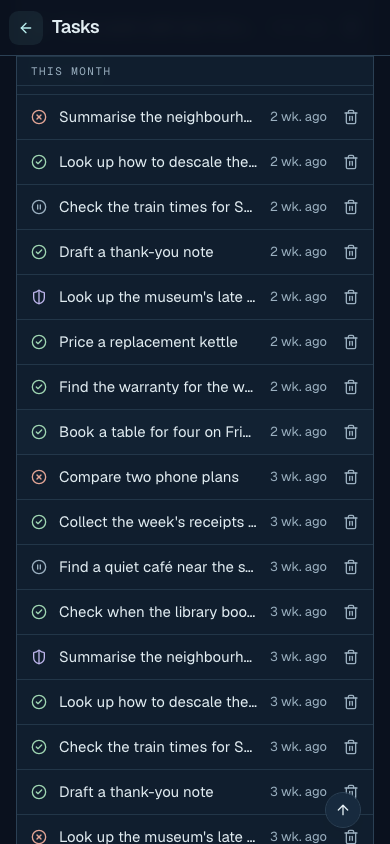 Tasks
THIS MONTH
Summarise the neighbourh... 2 wk. ago
Look up how to descale the... 2 wk. ago
Check the train times for S... 2 wk. ago
Draft a thank-you note 2 wk. ago
Look up the museum's late ... 2 wk. ago
Price a replacement kettle 2 wk. ago
Find the warranty for the w... 2 wk. ago
Book a table for four on Fri... 2 wk. ago
Compare two phone plans 3 wk. ago
Collect the week's receipts ... 3 wk. ago
Find a quiet café near the s... 3 wk. ago
Check when the library boo... 3 wk. ago
Summarise the neighbourh... 3 wk. ago
Look up how to descale the... 3 wk. ago
Check the train times for S... 3 wk. ago
Draft a thank-you note 3 wk. ago
Look up the museum's late ... 3 wk. ago